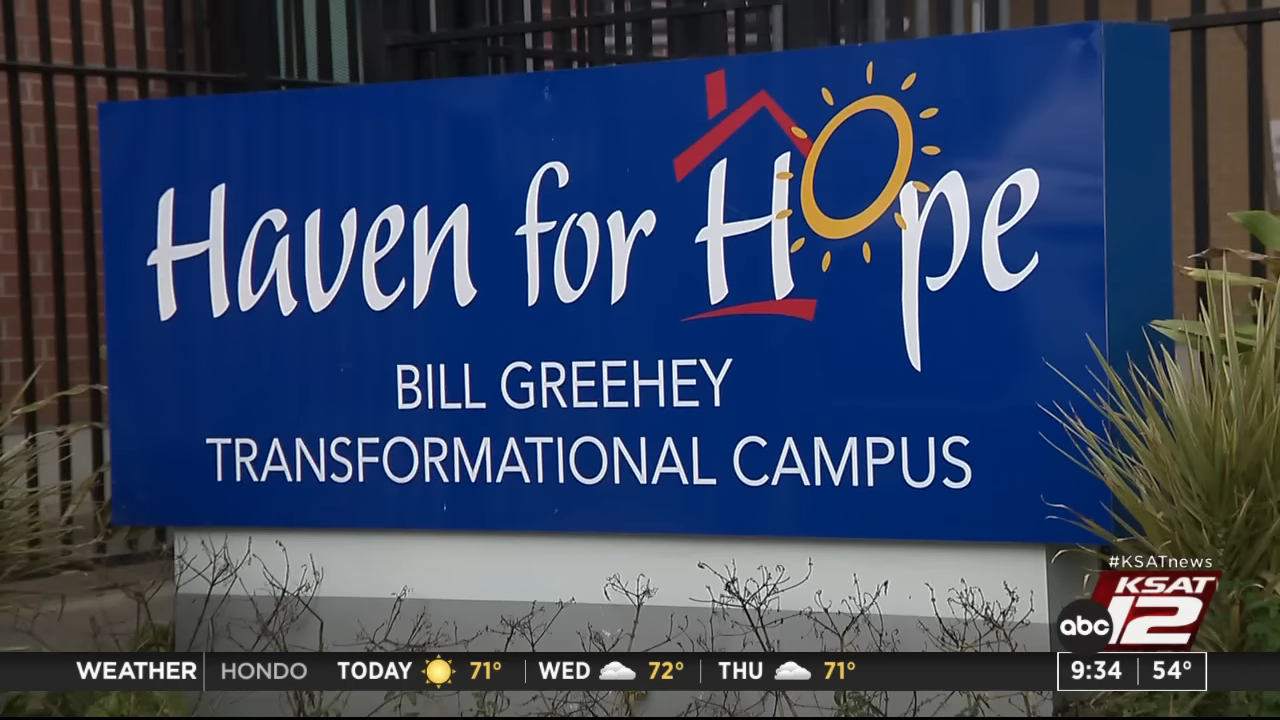 Haven for Hope
BILL GREEHEY
TRANSFORMATIONAL CAMPUS
#KSATnews
KSAT
abc 12
WEATHER HONDO TODAY 71° WED 72° THU 71° 9:34 54°